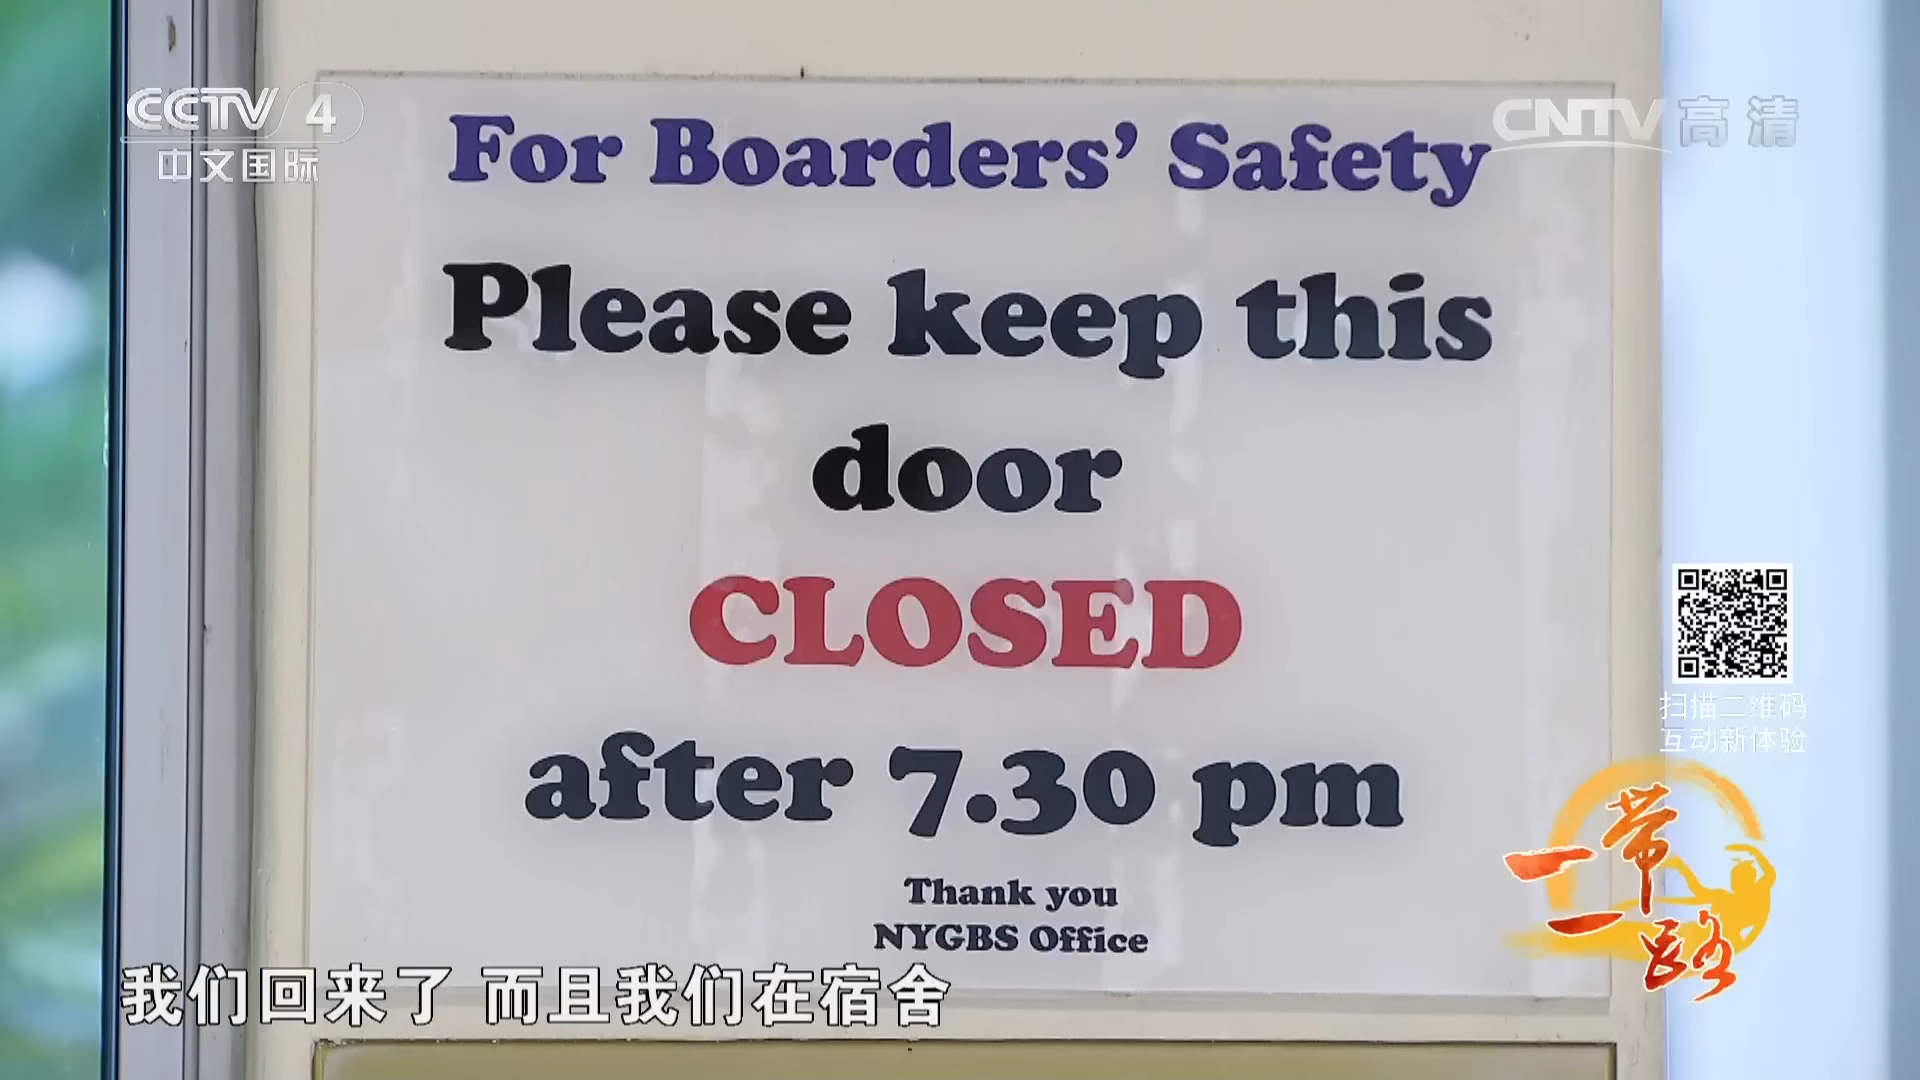 CCTV 4
中文国际
CNTV 高清
For Boarders’ Safety
Please keep this
door
CLOSED
after 7.30 pm
Thank you
NYGBS Office
扫描二维码
互动新体验
一带
一路
我们回来了 而且我们在宿舍